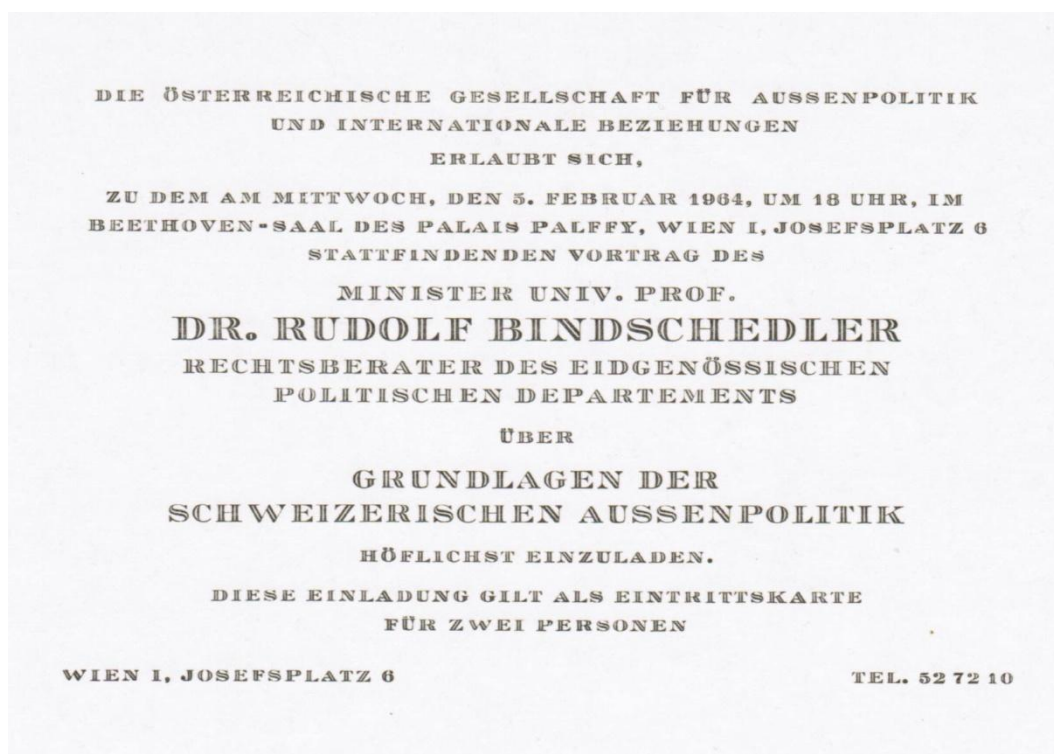 DIE ÖSTERREICHISCHE GESELLSCHAFT FÜR AUSSENPOLITIK
UND INTERNATIONALE BEZIEHUNGEN
ERLAUBT SICH,
ZU DEM AM MITTWOCH, DEN 5. FEBRUAR 1964, UM 18 UHR, IM
BEETHOVEN-SAAL DES PALAIS PALFFY, WIEN I, JOSEFSPLATZ 6
STATTFINDENDEN VORTRAG DES
MINISTER UNIV. PROF.
DR. RUDOLF BINDSCHEDLER
RECHTSBERATER DES EIDGENÖSSISCHEN
POLITISCHEN DEPARTEMENTS
ÜBER
GRUNDLAGEN DER
SCHWEIZERISCHEN AUSSENPOLITIK
HÖFLICHST EINZULADEN.
DIESE EINLADUNG GILT ALS EINTRITTSKARTE
FÜR ZWEI PERSONEN
WIEN I, JOSEFSPLATZ 6
TEL. 52 72 10